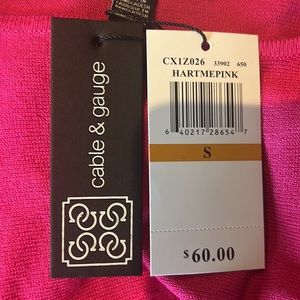 cable & gauge
CX1Z026 33902 650
HARTMEPINK
6 40217 28654 7
S
$60.00